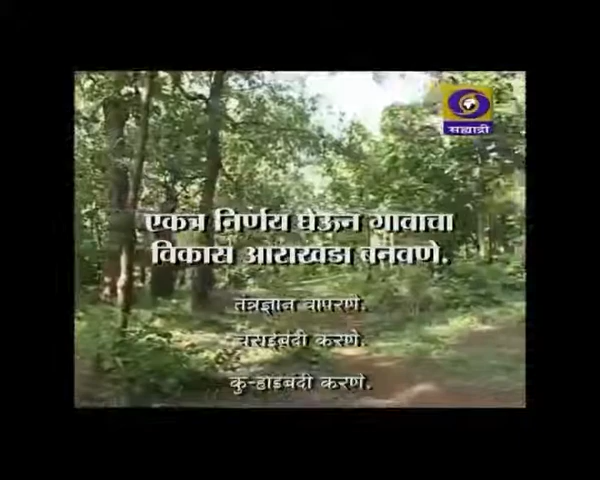 सह्याद्री
एकत्र निर्णय घेऊन गावाचा
विकास आराखडा बनवणे.
तंत्रज्ञान वापरणे.
चराईबंदी करणे.
कु-हाडबंदी करणे.